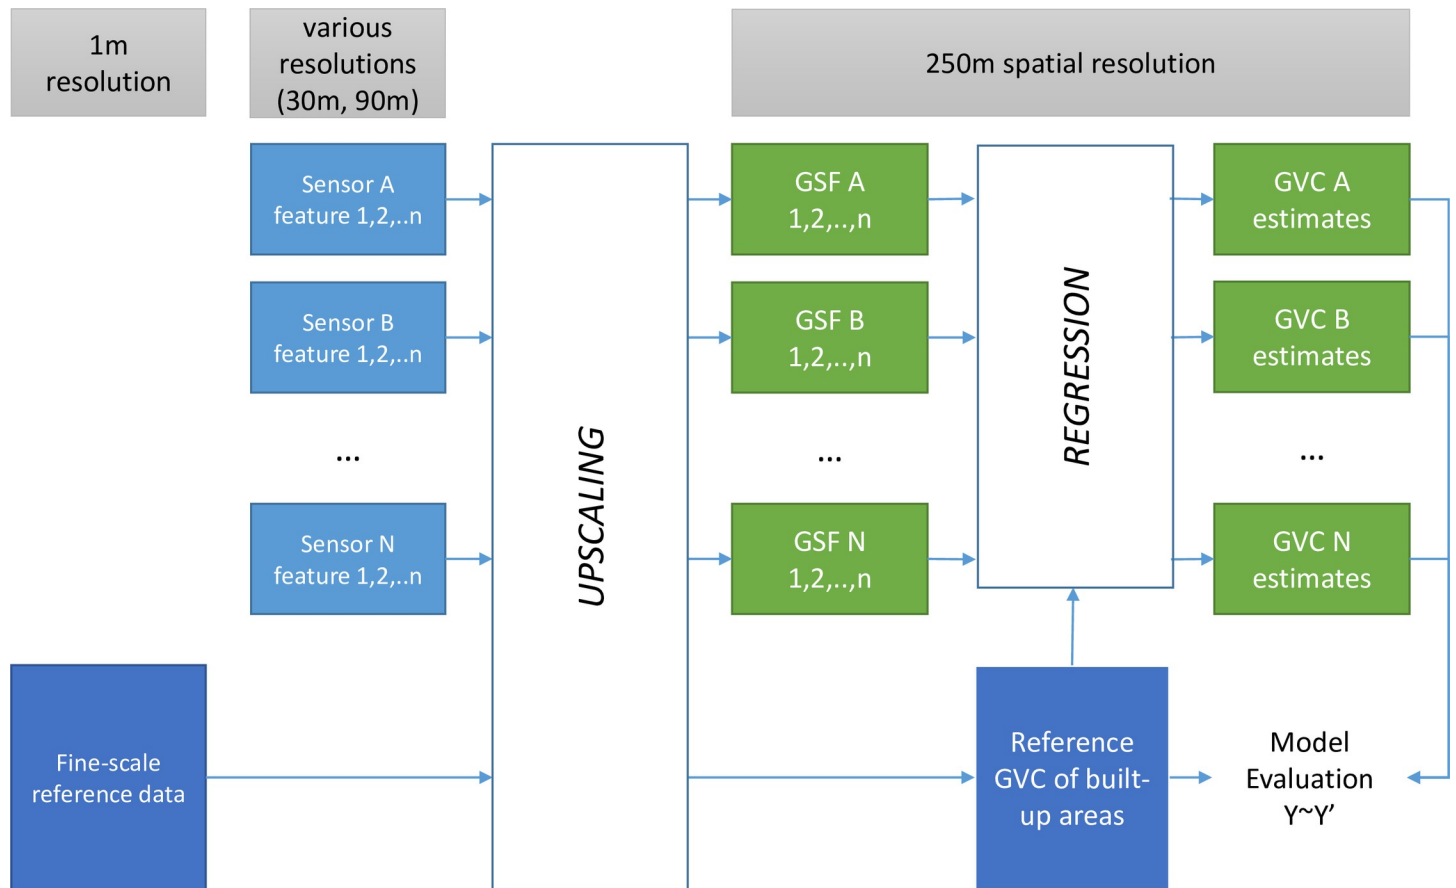 1m
resolution
various
resolutions
(30m, 90m)
250m spatial resolution
Sensor A
feature 1,2,..n
GSF A
1,2,..,n
GVC A
estimates
Sensor B
feature 1,2,..n
GSF B
1,2,..,n
GVC B
estimates
...
...
...
Sensor N
feature 1,2,..n
GSF N
1,2,..,n
GVC N
estimates
UPSCALING
REGRESSION
Fine-scale
reference data
Reference
GVC of built-
up areas
Model
Evaluation
Y~Y’